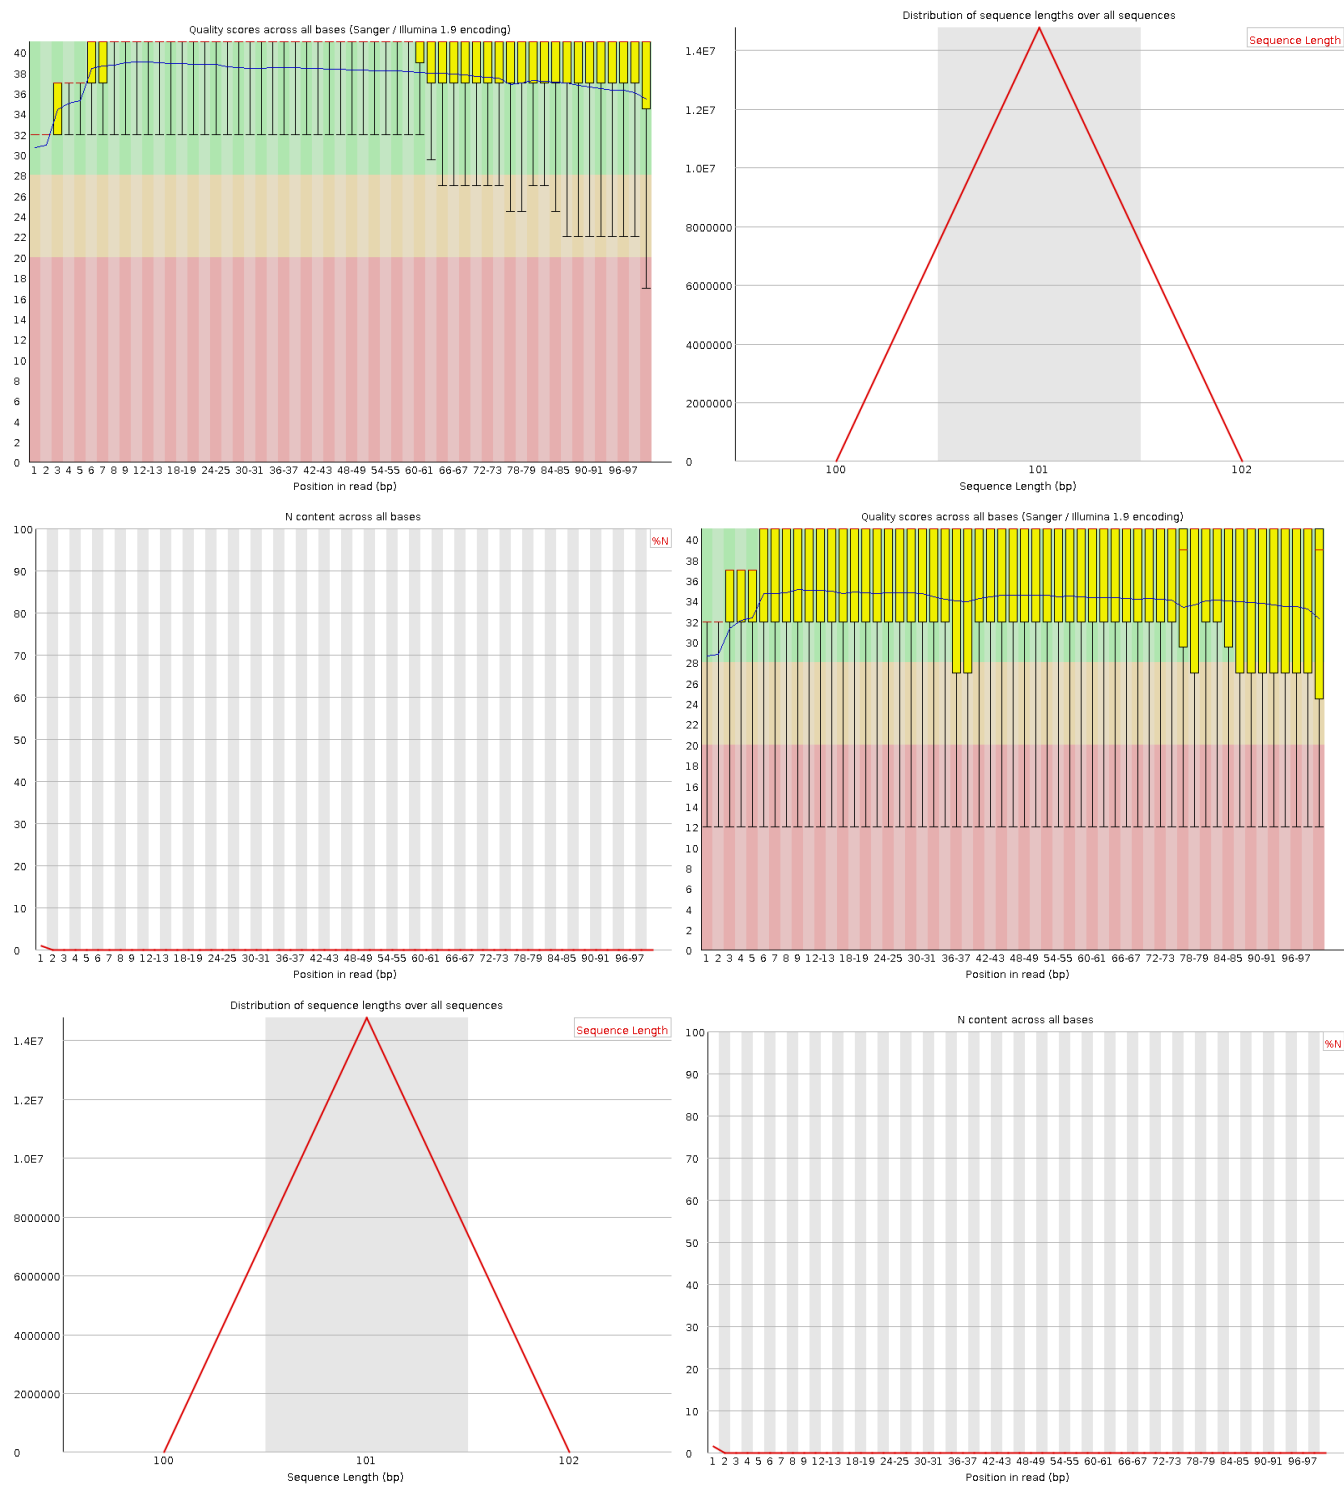 Quality scores across all bases (Sanger / Illumina 1.9 encoding)
40
38
36
34
32
30
28
26
24
22
20
18
16
14
12
10
8
6
4
2
0
1 2 3 4 5 6 7 8 9 12-13 18-19 24-25 30-31 36-37 42-43 48-49 54-55 60-61 66-67 72-73 78-79 84-85 90-91 96-97
Position in read (bp)
Distribution of sequence lengths over all sequences
Sequence Length
1.4E7
1.2E7
1.0E7
8000000
6000000
4000000
2000000
0
100 101 102
Sequence Length (bp)
N content across all bases
%N
100
90
80
70
60
50
40
30
20
10
0
1 2 3 4 5 6 7 8 9 12-13 18-19 24-25 30-31 36-37 42-43 48-49 54-55 60-61 66-67 72-73 78-79 84-85 90-91 96-97
Position in read (bp)
Quality scores across all bases (Sanger / Illumina 1.9 encoding)
40
38
36
34
32
30
28
26
24
22
20
18
16
14
12
10
8
6
4
2
0
1 2 3 4 5 6 7 8 9 12-13 18-19 24-25 30-31 36-37 42-43 48-49 54-55 60-61 66-67 72-73 78-79 84-85 90-91 96-97
Position in read (bp)
Distribution of sequence lengths over all sequences
Sequence Length
1.4E7
1.2E7
1.0E7
8000000
6000000
4000000
2000000
0
100 101 102
Sequence Length (bp)
N content across all bases
%N
100
90
80
70
60
50
40
30
20
10
0
1 2 3 4 5 6 7 8 9 12-13 18-19 24-25 30-31 36-37 42-43 48-49 54-55 60-61 66-67 72-73 78-79 84-85 90-91 96-97
Position in read (bp)